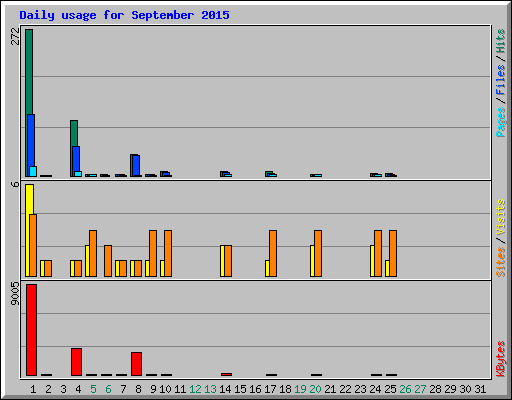 Daily usage for September 2015
272
Pages / Files / Hits
6
Sites / Visits
9005
KBytes
1 2 3 4 5 6 7 8 9 10 11 12 13 14 15 16 17 18 19 20 21 22 23 24 25 26 27 28 29 30 31